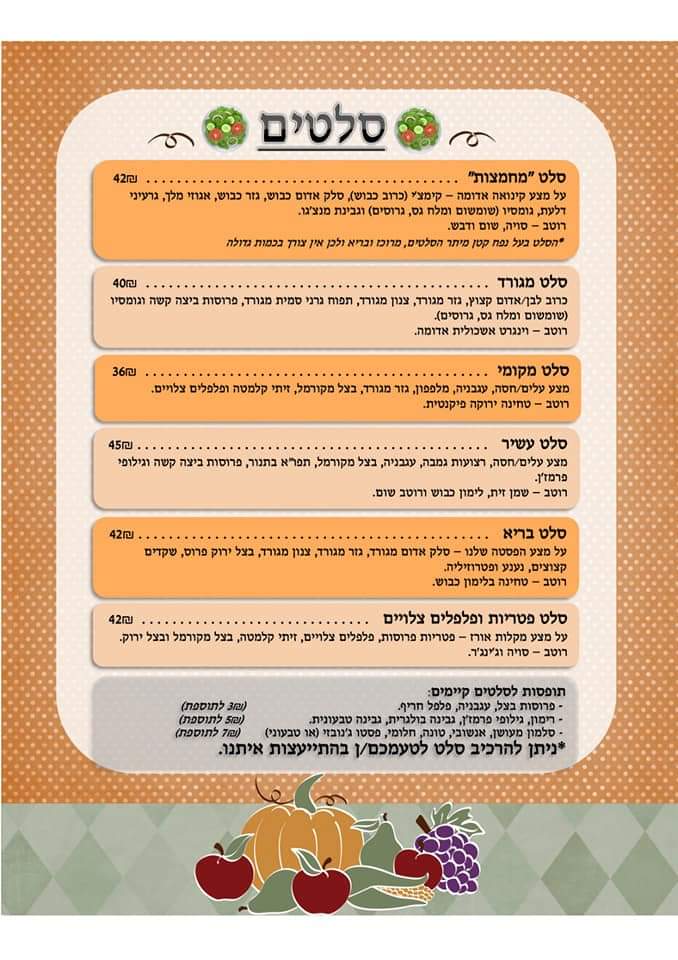 סלטים
סלט "מחמצות" 42₪
על מצע קינואה אדומה – קימצ'י (כרוב כבוש), סלק אדום כבוש, גזר כבוש, אגוזי מלך, גרעיני
דלעת, גומסיו (שומשום ומלח גס, גרוסים) וגבינת מנצ'גו.
רוטב – סויה, שום ודבש.
*הסלט בעל נפח קטן מיתר הסלטים, מרוכז ובריא ולכן אין צורך בכמות גדולה
סלט מגורד 40₪
כרוב לבן/אדום קצוץ, גזר מגורד, צנון מגורד, תפוח גרני סמית מגורד, פרוסות ביצה קשה וגומסיו
(שומשום ומלח גס, גרוסים).
רוטב – וינגרט אשכולית אדומה.
סלט מקומי 36₪
מצע עלים/חסה, עגבניה, מלפפון, גזר מגורד, בצל מקורמל, זיתי קלמטה ופלפלים צלויים.
רוטב – טחינה ירוקה פיקנטית.
סלט עשיר 45₪
מצע עלים/חסה, רצועות גמבה, עגבניה, בצל מקורמל, תפו"א בתנור, פרוסות ביצה קשה וגילופי
פרמז'ן.
רוטב – שמן זית, לימון כבוש ורוטב שום.
סלט בריא 42₪
על מצע הפסטה שלנו – סלק אדום מגורד, גזר מגורד, צנון מגורד, בצל ירוק פרוס, שקדים
קצוצים, נענע ופטרוזיליה.
רוטב – טחינה בלימון כבוש.
סלט פטריות ופלפלים צלויים 42₪
על מצע מקלות אורז – פטריות פרוסות, פלפלים צלויים, זיתי קלמטה, בצל מקורמל ובצל ירוק.
רוטב – סויה וג'ינג'ר.
תופסות לסלטים קיימים:
- פרוסות בצל, עגבניה, פלפל חריף. (3₪ לתוספת)
- רימון, גילופי פרמז'ן, גבינה בולגרית, גבינה טבעונית. (5₪ לתוספת)
- סלמון מעושן, אנשובי, טונה, חלומי, פסטו ג'נובזי (או טבעוני) (7₪ לתוספת)
*ניתן להרכיב סלט לטעמכם/ן בהתייעצות איתנו.